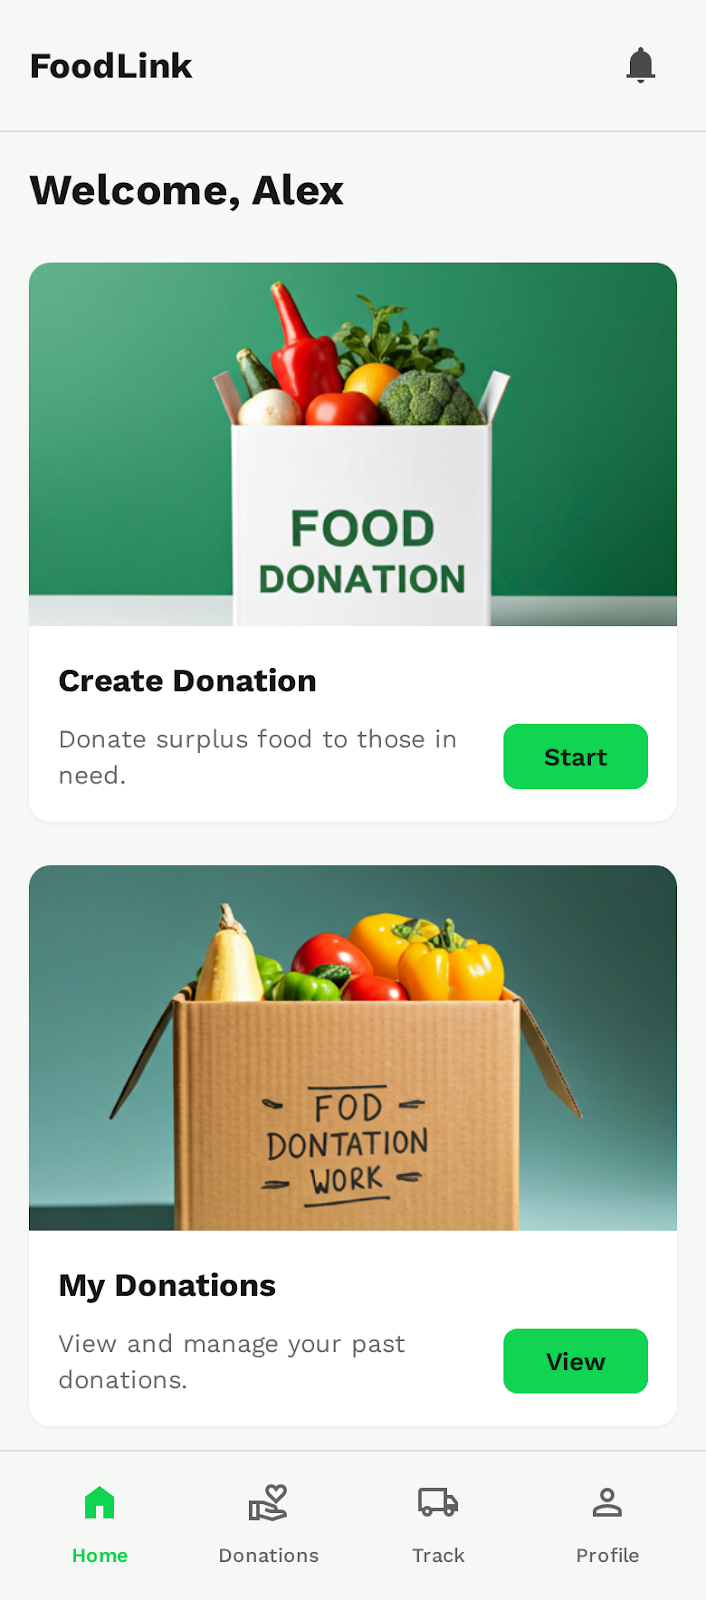 FoodLink
Welcome, Alex
FOOD
DONATION
Create Donation
Donate surplus food to those in
need.
Start
FOD
DONTATION
WORK
My Donations
View and manage your past
donations.
View
Home
Donations
Track
Profile